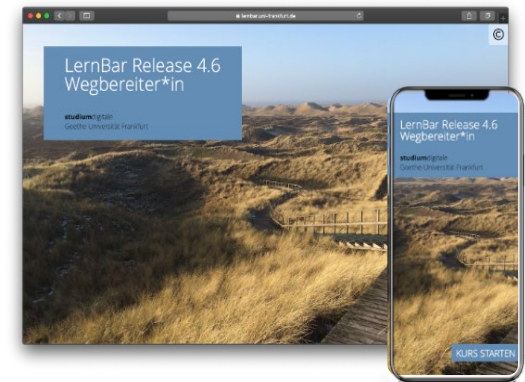 lernbar.uni-frankfurt.de
©
LernBar Release 4.6
Wegbereiter*in
studiumdigitale
Goethe Universität Frankfurt
LernBar Release 4.6
Wegbereiter*in
studiumdigitale
Goethe Universität Frankfurt
KURS STARTEN